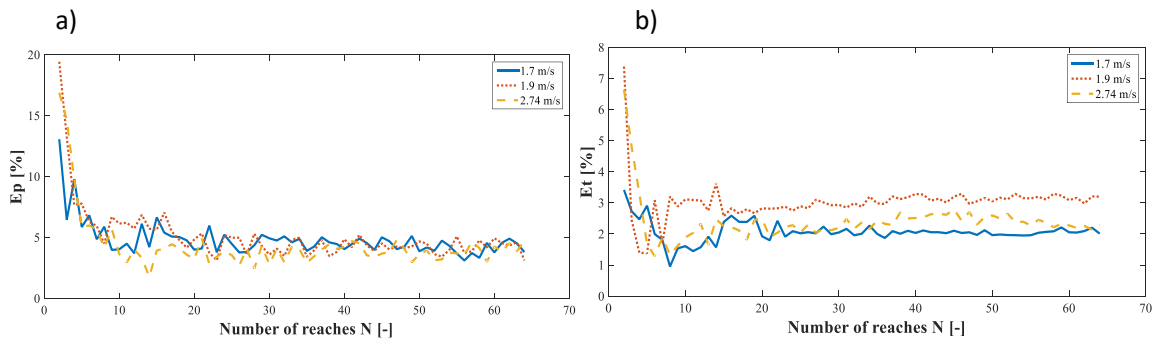 a)
20
15
10
5
0
Ep [%]
0 10 20 30 40 50 60 70
Number of reaches N [-]
1.7 m/s
1.9 m/s
2.74 m/s
b)
8
7
6
5
4
3
2
1
0
Et [%]
0 10 20 30 40 50 60 70
Number of reaches N [-]
1.7 m/s
1.9 m/s
2.74 m/s